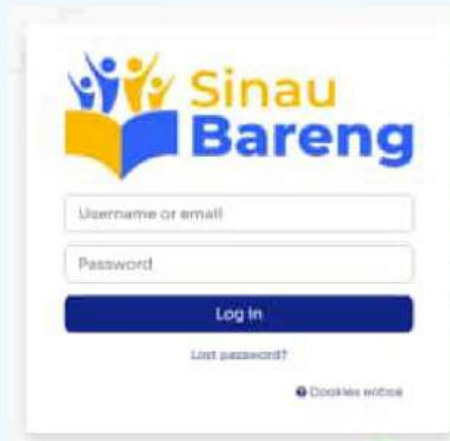 Sinau
Bareng
Username or email
Password
Log in
Lost password?
Cookies notice